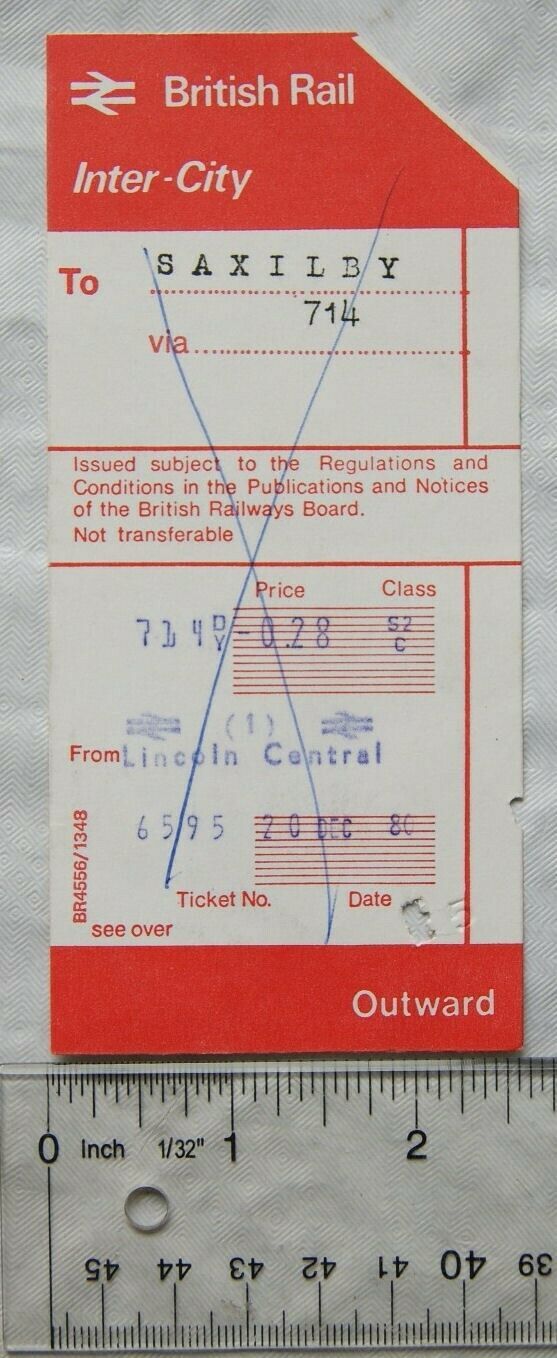 British Rail
Inter-City
To SAXILBY
714
via
Issued subject to the Regulations and
Conditions in the Publications and Notices
of the British Railways Board.
Not transferable
Price Class
714 DY -0.28 S2 C
(1)
From Lincoln Central
6595 20 DEC 80
Ticket No. Date
BR4556/1348
see over
Outward
0 Inch 1/32" 1 2
45 44 43 42 41 40 39